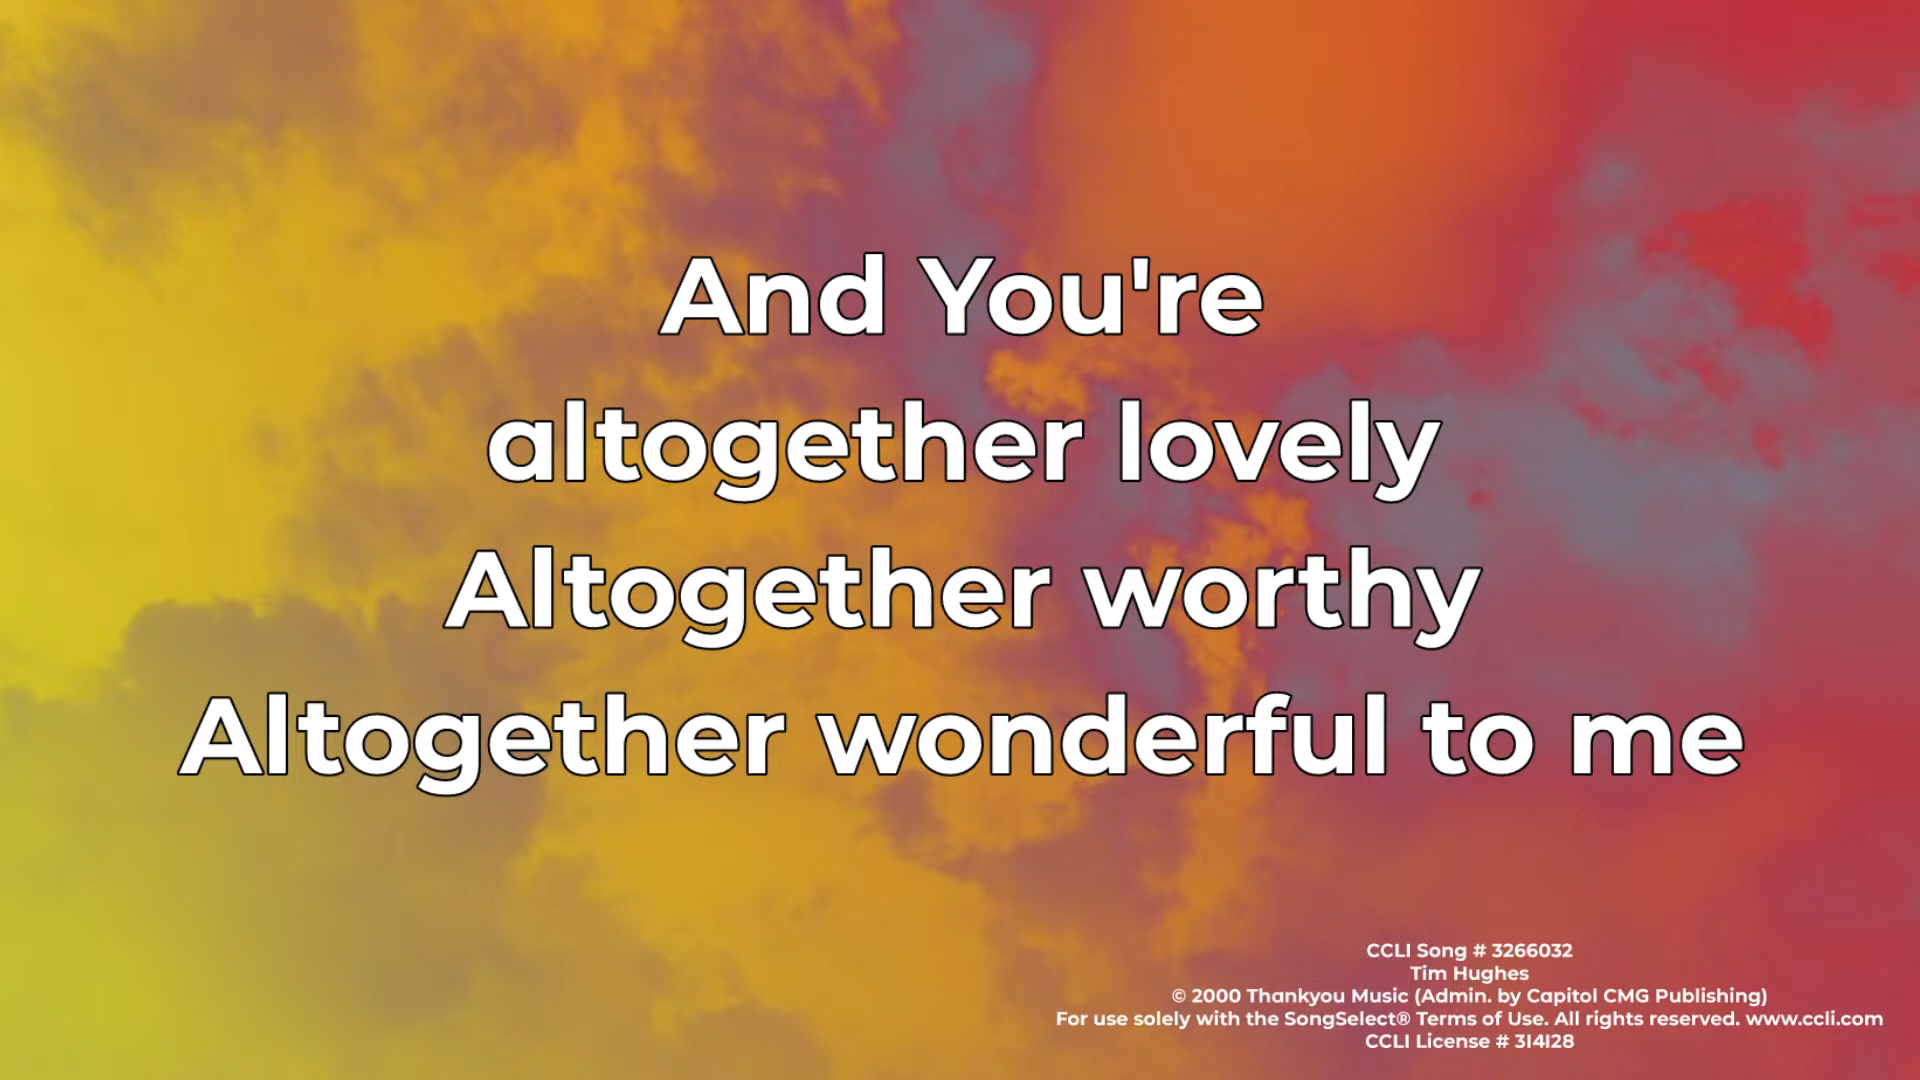 And You're
altogether lovely
Altogether worthy
Altogether wonderful to me
CCLI Song # 3266032
Tim Hughes
© 2000 Thankyou Music (Admin. by Capitol CMG Publishing)
For use solely with the SongSelect® Terms of Use. All rights reserved. www.ccli.com
CCLI License # 314128